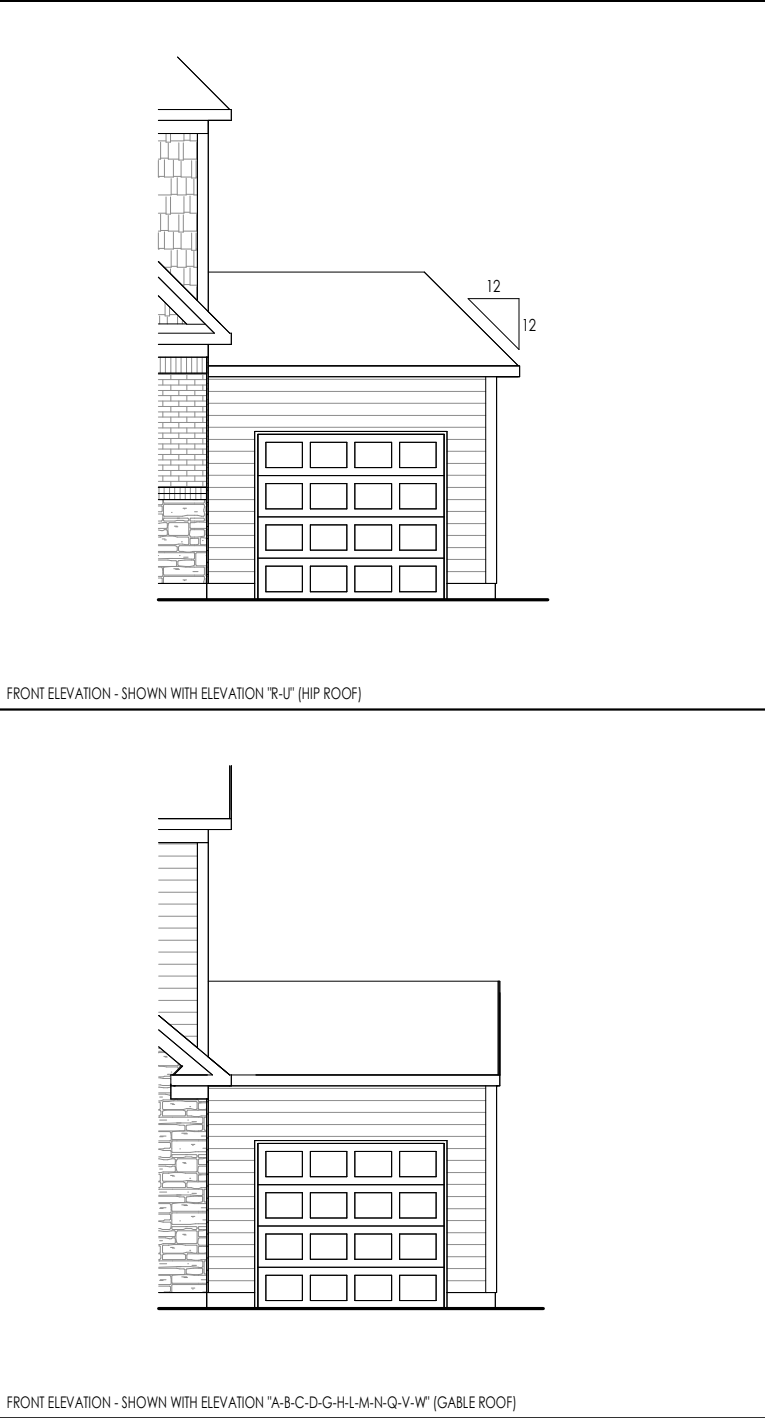 12
12
FRONT ELEVATION - SHOWN WITH ELEVATION "R-U" (HIP ROOF)
FRONT ELEVATION - SHOWN WITH ELEVATION "A-B-C-D-G-H-L-M-N-Q-V-W" (GABLE ROOF)